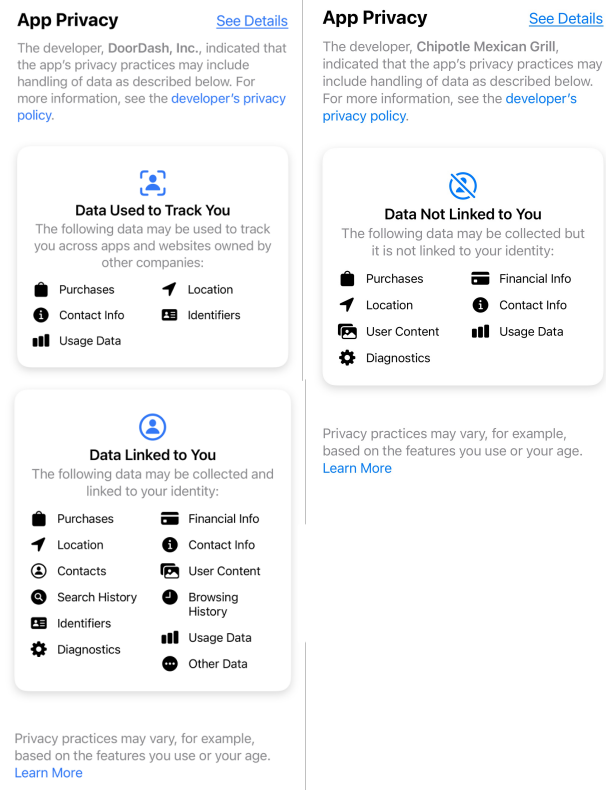 App Privacy
See Details
The developer, DoorDash, Inc., indicated that
the app's privacy practices may include
handling of data as described below. For
more information, see the developer's privacy
policy.
Data Used to Track You
The following data may be used to track
you across apps and websites owned by
other companies:
Purchases
Location
Contact Info
Identifiers
Usage Data
Data Linked to You
The following data may be collected and
linked to your identity:
Purchases
Financial Info
Location
Contact Info
Contacts
User Content
Search History
Browsing
History
Identifiers
Usage Data
Diagnostics
Other Data
Privacy practices may vary, for example,
based on the features you use or your age.
Learn More
App Privacy
See Details
The developer, Chipotle Mexican Grill,
indicated that the app's privacy practices may
include handling of data as described below.
For more information, see the developer's
privacy policy.
Data Not Linked to You
The following data may be collected but
it is not linked to your identity:
Purchases
Financial Info
Location
Contact Info
User Content
Usage Data
Diagnostics
Privacy practices may vary, for example,
based on the features you use or your age.
Learn More